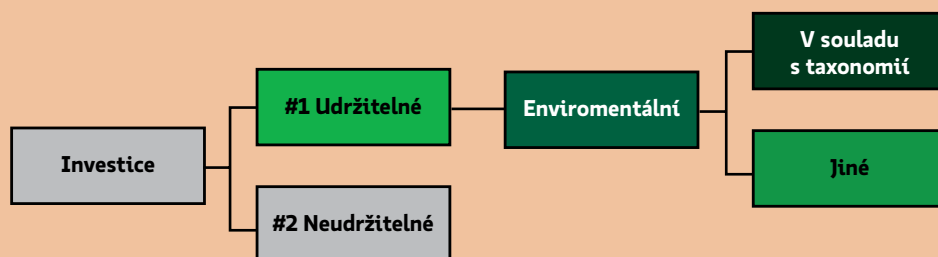 V souladu
s taxonomií
#1 Udržitelné
Enviromentální
Investice
Jiné
#2 Neudržitelné